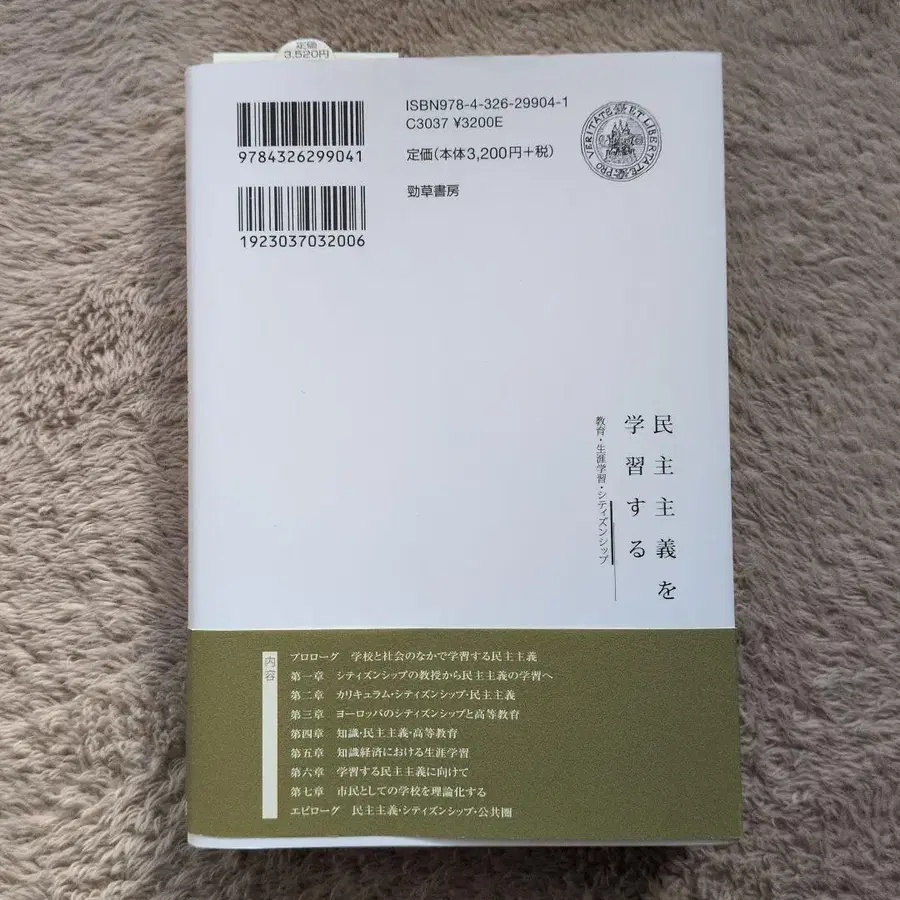 定価
3,520円
9784326299041
1923037032006
ISBN978-4-326-29904-1
C3037 ¥3200E
定価(本体3,200円+税)
勁草書房
PRO VERITATE ET LIBERTATE
民主主義を
学習する
教育・生涯学習・シティズンシップ
内容
プロローグ 学校と社会のなかで学習する民主主義
第一章 シティズンシップの教授から民主主義の学習へ
第二章 カリキュラム・シティズンシップ・民主主義
第三章 ヨーロッパのシティズンシップと高等教育
第四章 知識・民主主義・高等教育
第五章 知識経済における生涯学習
第六章 学習する民主主義に向けて
第七章 市民としての学校を理論化する
エピローグ 民主主義・シティズンシップ・公共圏